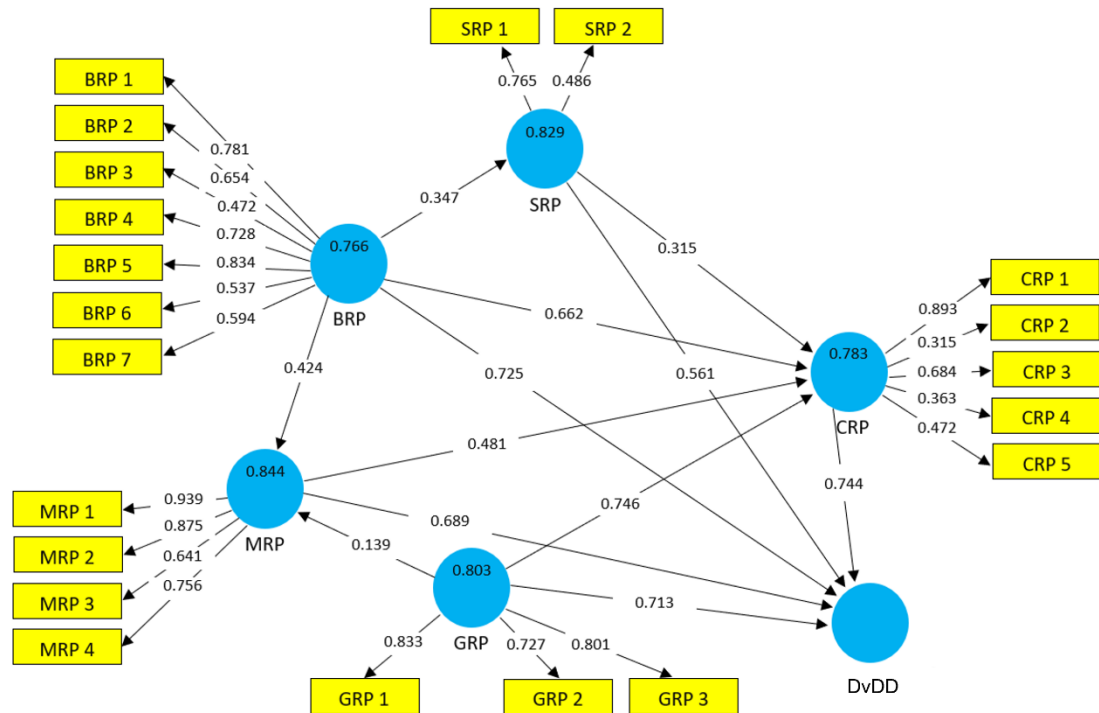 SRP 1
SRP 2
0.765
0.486
0.829
SRP
BRP 1
BRP 2
BRP 3
BRP 4
BRP 5
BRP 6
BRP 7
0.781
0.654
0.472
0.728
0.834
0.537
0.594
0.766
BRP
0.347
0.315
0.662
0.424
0.725
0.561
0.783
CRP
0.893
0.315
0.684
0.363
0.472
CRP 1
CRP 2
CRP 3
CRP 4
CRP 5
0.481
0.744
0.746
0.844
MRP
MRP 1
MRP 2
MRP 3
MRP 4
0.939
0.875
0.641
0.756
0.689
0.139
0.803
GRP
0.713
0.833
0.727
0.801
GRP 1
GRP 2
GRP 3
DvDD